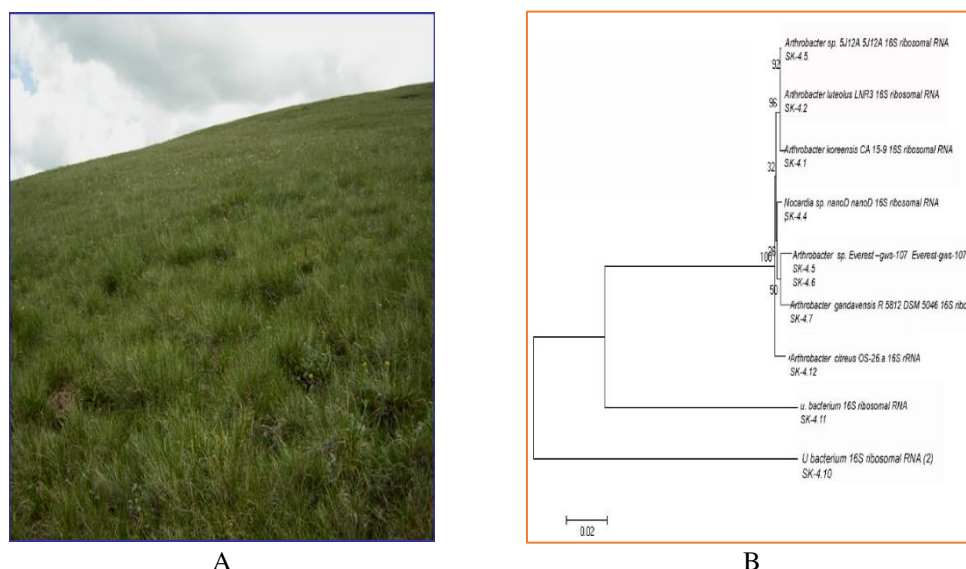 Arthrobacter sp. 5J12A 5J12A 16S ribosomal RNA
SK-4.5.
92
Arthrobacter luteolus LNR3 16S ribosomal RNA
SK-4.2
96
Arthrobacter koreensis CA 15-9 16S ribosomal RNA
SK-4.1
32
Nocardia sp. nanoD nanoD 16S ribosomal RNA
SK-4.4
100
Arthrobacter sp. Everest -gws-107 Everest-gws-107
SK-4.5
SK-4.6
50
Arthrobacter gandavensis R 5812 DSM 5046 16S ribo
SK-4.7
Arthrobacter citreus OS-26.a 16S rRNA
SK-4.12
u. bacterium 16S ribosomal RNA
SK-4.11
U bacterium 16S ribosomal RNA (2)
SK-4.10
0.02
A
B